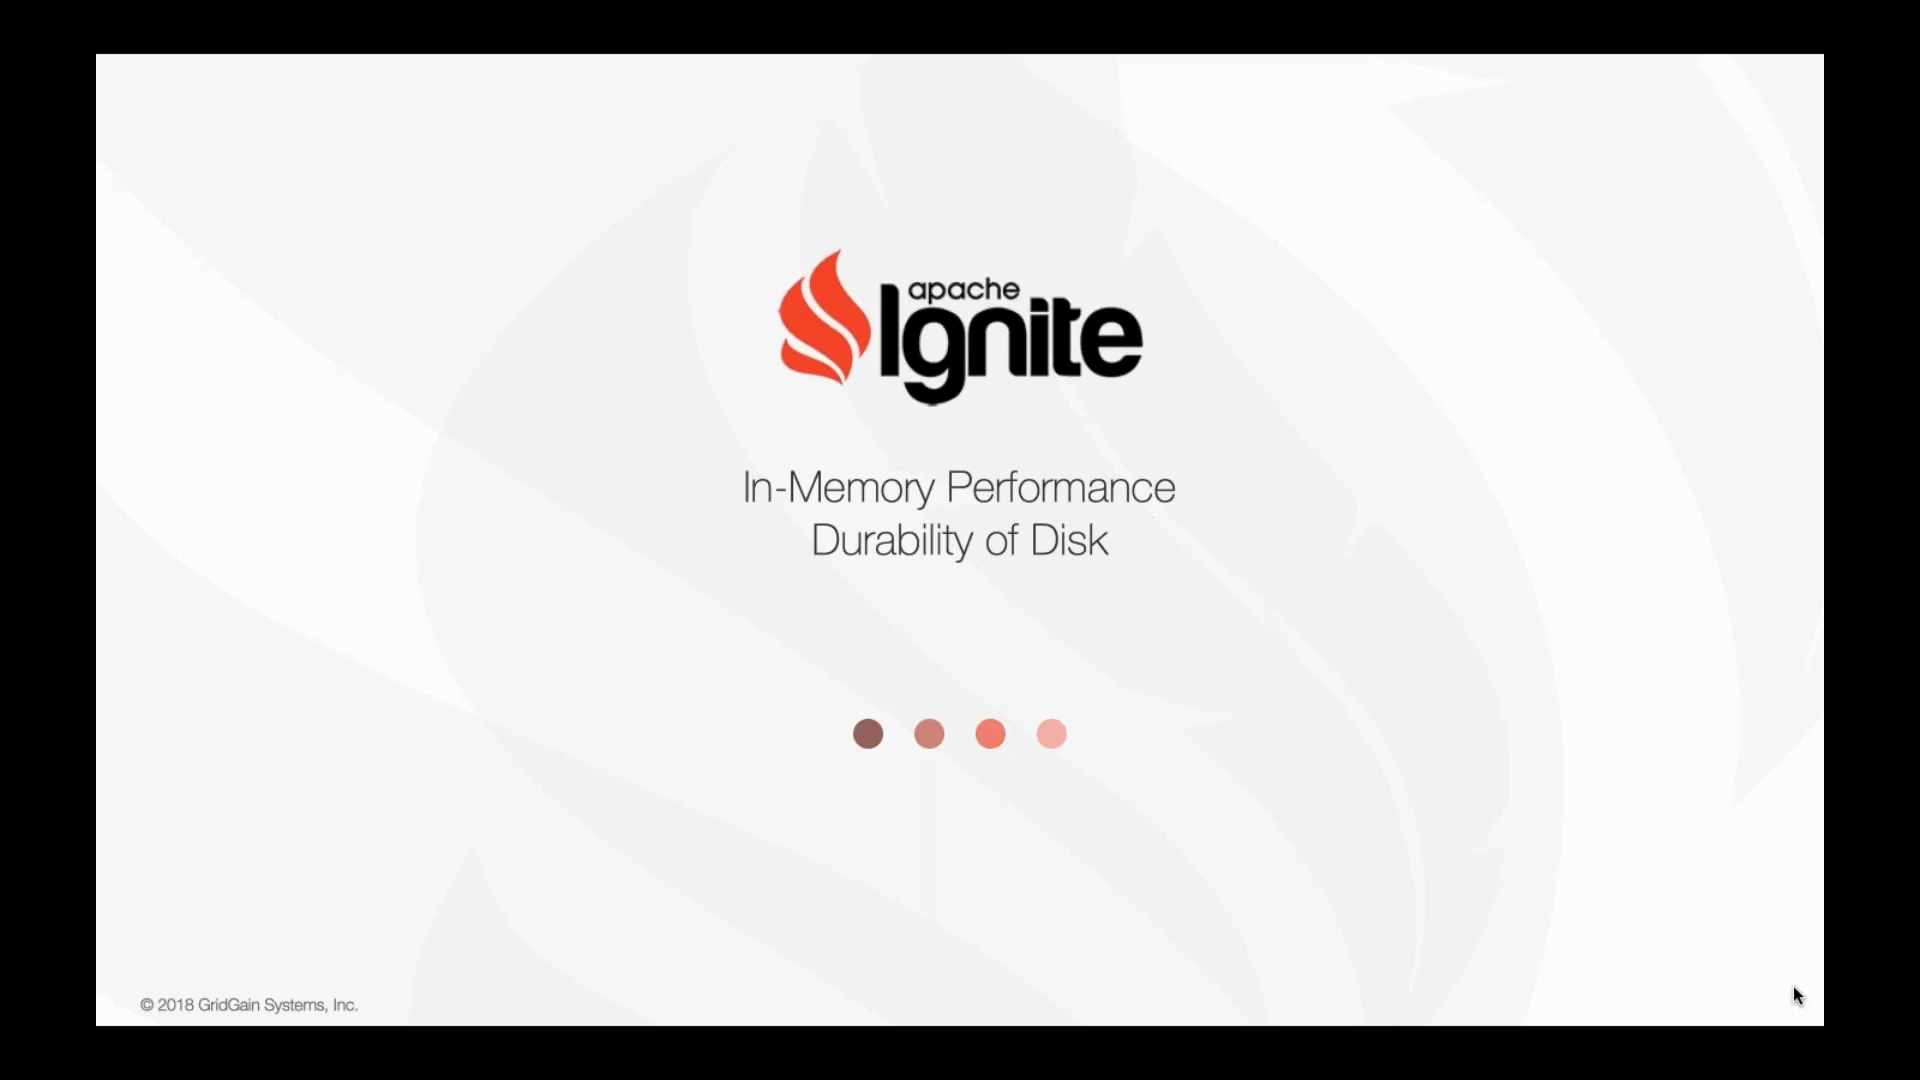 apache
Ignite
In-Memory Performance
Durability of Disk
© 2018 GridGain Systems, Inc.